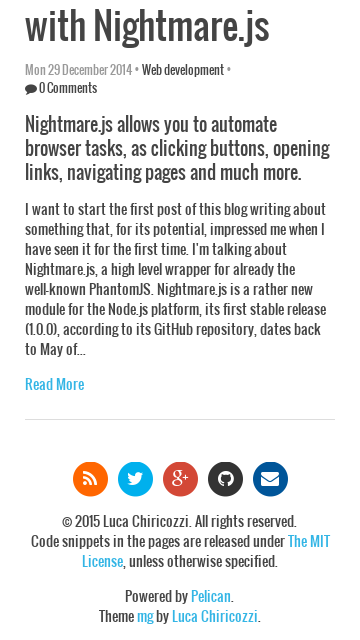 with Nightmare.js
Mon 29 December 2014 • Web development •
0 Comments
Nightmare.js allows you to automate
browser tasks, as clicking buttons, opening
links, navigating pages and much more.
I want to start the first post of this blog writing about
something that, for its potential, impressed me when I
have seen it for the first time. I'm talking about
Nightmare.js, a high level wrapper for already the
well-known PhantomJS. Nightmare.js is a rather new
module for the Node.js platform, its first stable release
(1.0.0), according to its GitHub repository, dates back
to May of...
Read More
© 2015 Luca Chiricozzi. All rights reserved.
Code snippets in the pages are released under The MIT
License, unless otherwise specified.
Powered by Pelican.
Theme mg by Luca Chiricozzi.